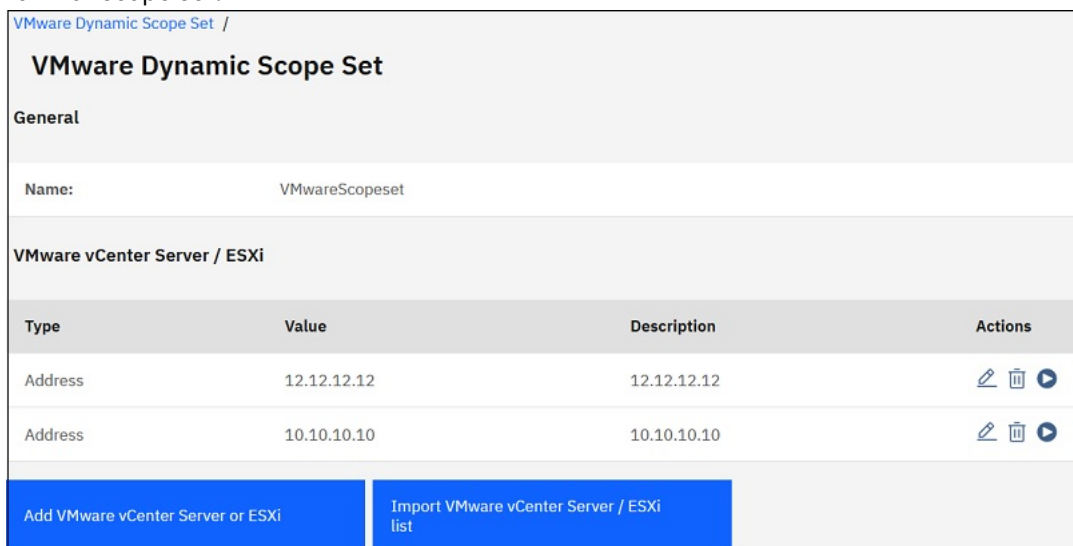 VMware Dynamic Scope Set /
VMware Dynamic Scope Set
General
Name: VMwareScopeset
VMware vCenter Server / ESXi
Type Value Description Actions
Address 12.12.12.12 12.12.12.12
Address 10.10.10.10 10.10.10.10
Add VMware vCenter Server or ESXi
Import VMware vCenter Server / ESXi
list